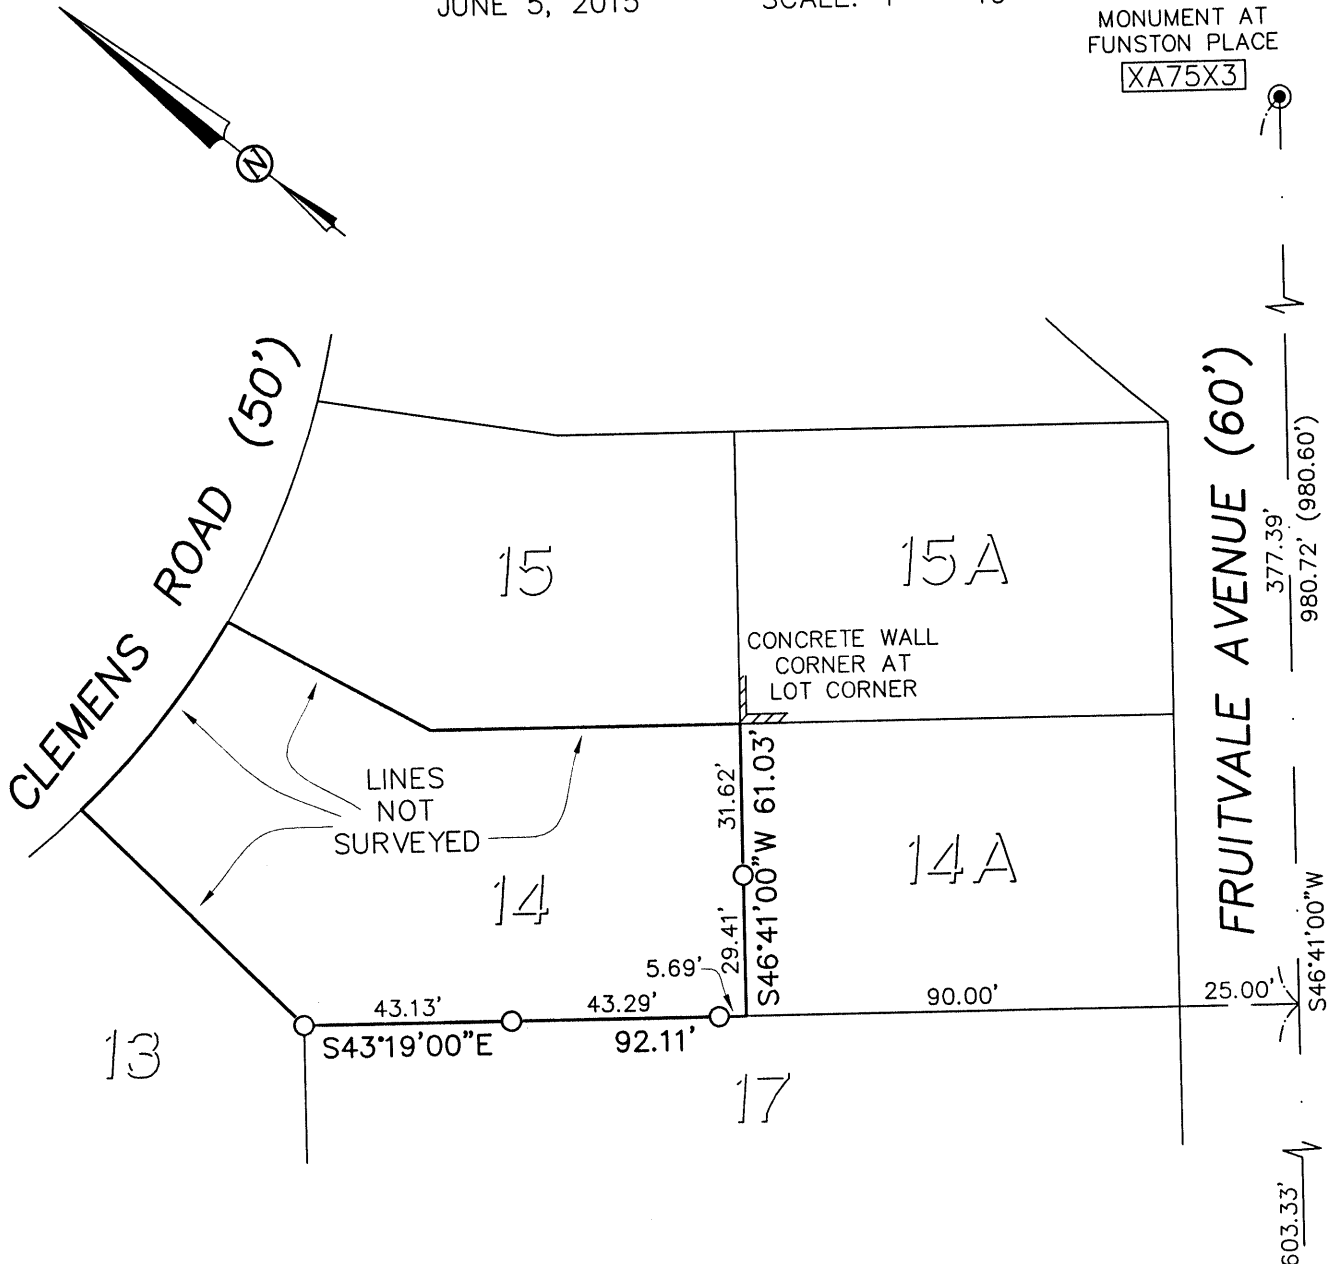 JUNE 5, 2015
MONUMENT AT
FUNSTON PLACE
XA75X3
N
CLEMENS ROAD (50')
FRUITVALE AVENUE (60')
377.39'
980.72' (980.60')
15
15A
CONCRETE WALL
CORNER AT
LOT CORNER
LINES
NOT
SURVEYED
31.62'
S46°41'00"W 61.03'
29.41'
14
14A
5.69'
43.13'
43.29'
90.00'
25.00'
S46°41'00"W
S43°19'00"E
92.11'
13
17
603.33'